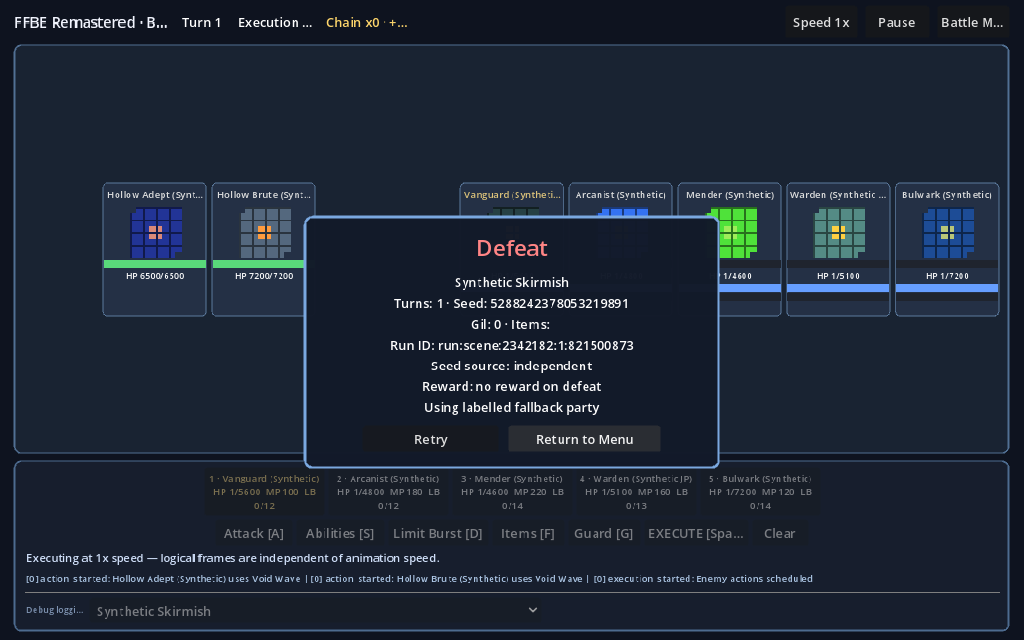 FFBE Remastered · B... Turn 1 Execution ... Chain x0 · +... Speed 1x Pause Battle M...
Hollow Adept (Synt... Hollow Brute (Synt... Vanguard (Syntheti... Arcanist (Synthetic) Mender (Synthetic) Warden (Synthetic ... Bulwark (Synthetic)
HP 6500/6500 HP 7200/7200 1/4600 HP 1/5100 HP 1/7200
Defeat
Synthetic Skirmish
Turns: 1 · Seed: 5288242378053219891
Gil: 0 · Items:
Run ID: run:scene:2342182:1:821500873
Seed source: independent
Reward: no reward on defeat
Using labelled fallback party
Retry Return to Menu
1 · Vanguard (Synthetic) 2 · Arcanist (Synthetic) 3 · Mender (Synthetic) 4 · Warden (Synthetic JP) 5 · Bulwark (Synthetic)
HP 1/5600 MP 100 LB HP 1/4800 MP 180 LB HP 1/4600 MP 220 LB HP 1/5100 MP 160 LB HP 1/7200 MP 120 LB
0/12 0/12 0/14 0/13 0/14
Attack [A] Abilities [S] Limit Burst [D] Items [F] Guard [G] EXECUTE [Spa... Clear
Executing at 1x speed — logical frames are independent of animation speed.
[0] action started: Hollow Adept (Synthetic) uses Void Wave | [0] action started: Hollow Brute (Synthetic) uses Void Wave | [0] execution started: Enemy actions scheduled
Debug loggi... Synthetic Skirmish